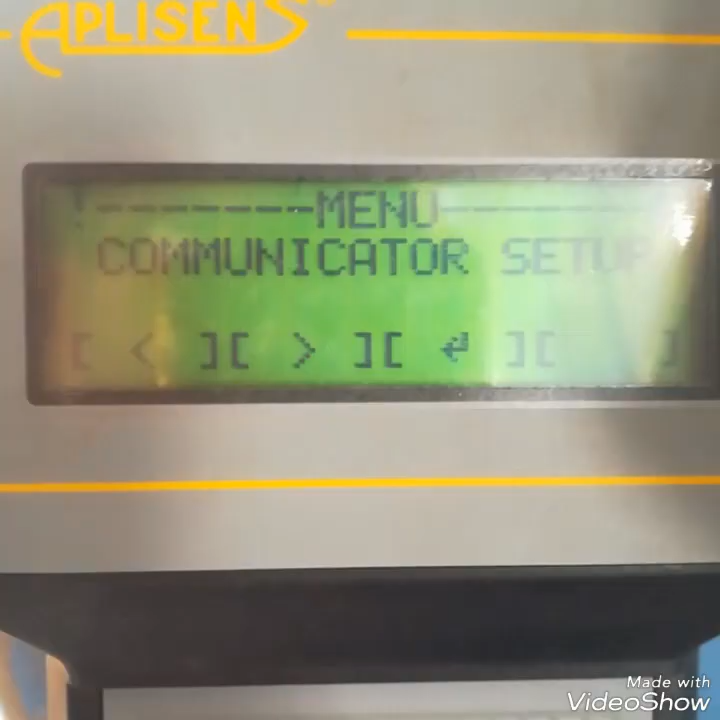 APLISENS
!--------MENU--------
COMMUNICATOR SETUP
[ < ][ > ][ ↵ ][   ]
Made with
VideoShow